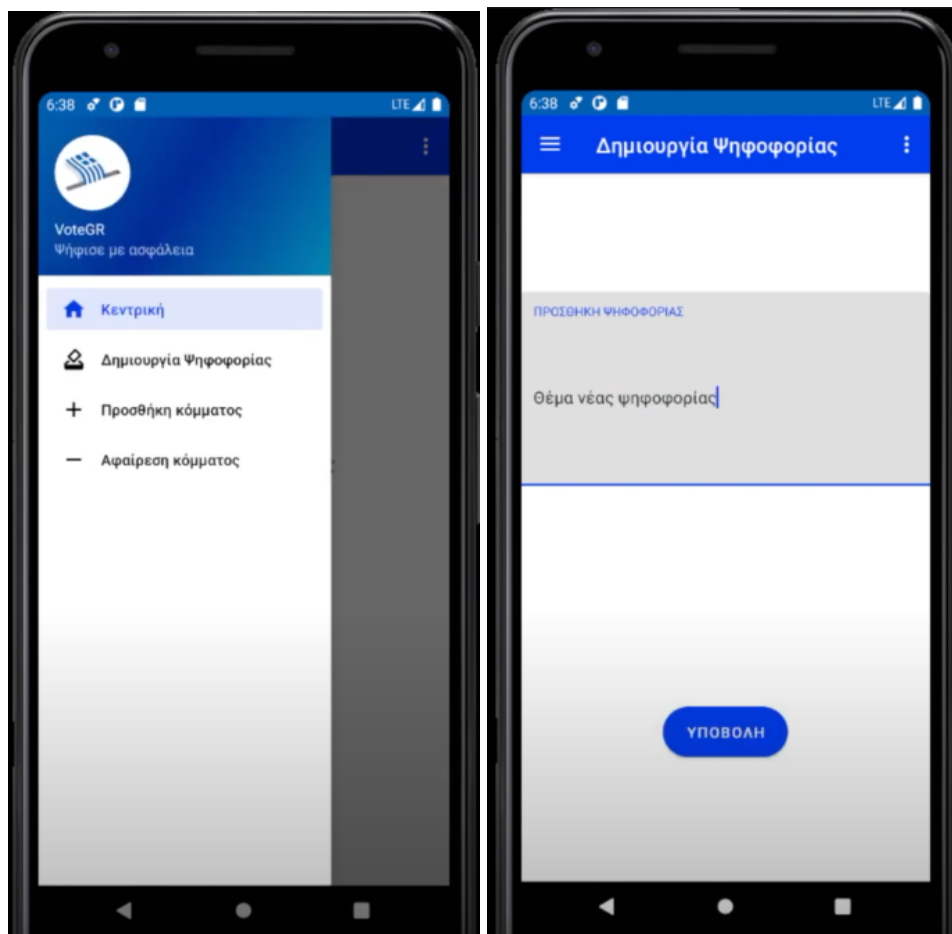 6:38
LTE
VoteGR
Ψήφισε με ασφάλεια
Κεντρική
Δημιουργία Ψηφοφορίας
Προσθήκη κόμματος
Αφαίρεση κόμματος
6:38
LTE
Δημιουργία Ψηφοφορίας
ΠΡΟΣΘΗΚΗ ΨΗΦΟΦΟΡΙΑΣ
Θέμα νέας ψηφοφορίας
ΥΠΟΒΟΛΗ